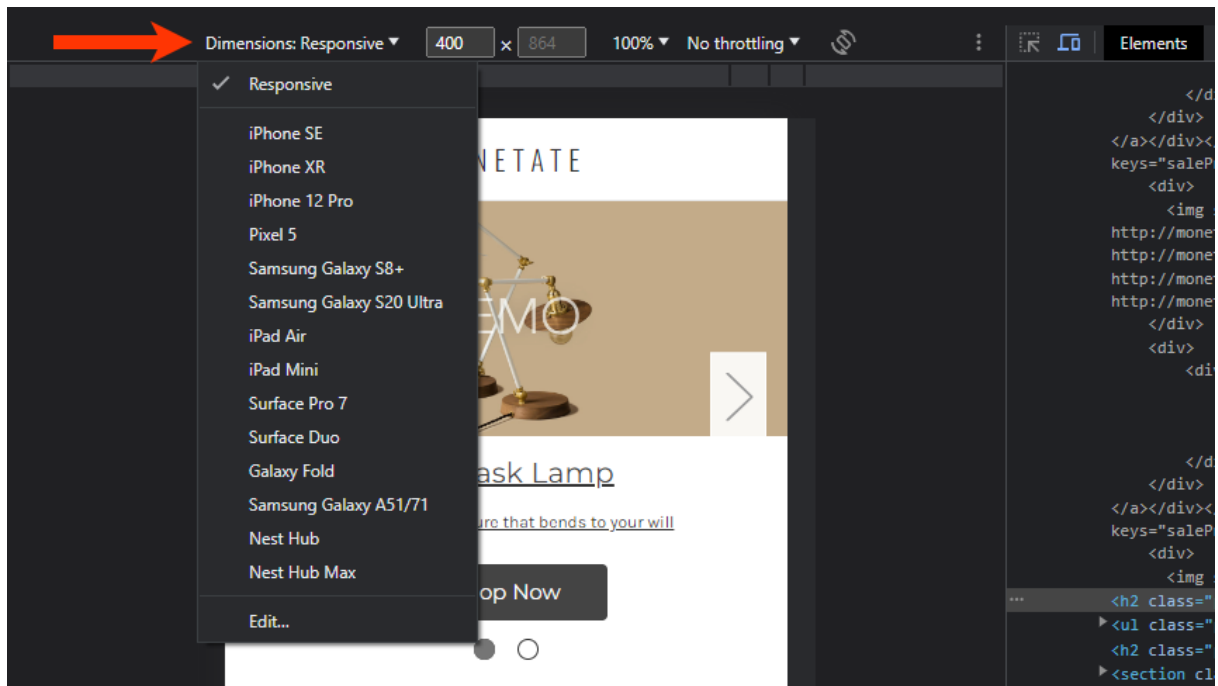 Dimensions: Responsive 400 × 864 100% No throttling Elements
Responsive
iPhone SE
iPhone XR
iPhone 12 Pro
Pixel 5
Samsung Galaxy S8+
Samsung Galaxy S20 Ultra
iPad Air
iPad Mini
Surface Pro 7
Surface Duo
Galaxy Fold
Samsung Galaxy A51/71
Nest Hub
Nest Hub Max
Edit...
NETATE
EMO
ask Lamp
ure that bends to your will
op Now
</d
</div>
</a></div><
keys="saleP
<div>
<img
http://mone
http://mone
http://mone
http://mone
</div>
<div>
<di
</d
</div>
</a></div><
keys="saleP
<div>
<img
<h2 class="
<ul class="
<h2 class="
<section cl